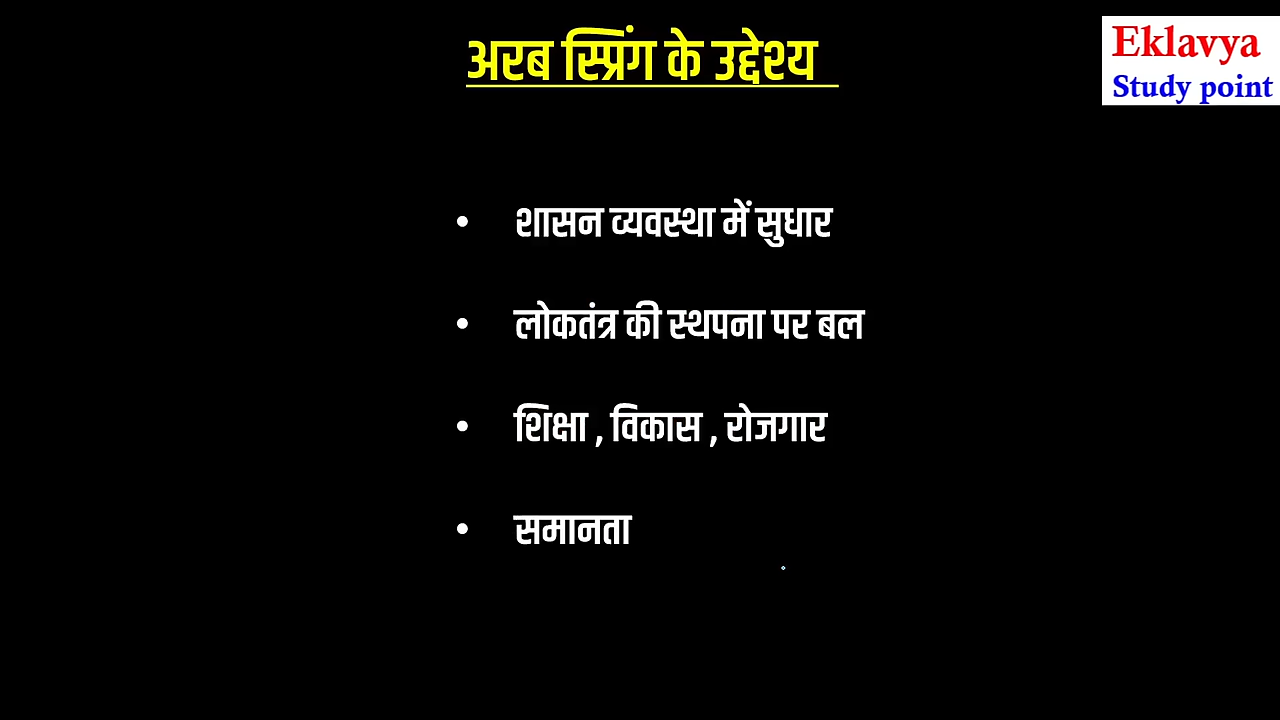 अरब स्प्रिंग के उद्देश्य
Eklavya
Study point
• शासन व्यवस्था में सुधार
• लोकतंत्र की स्थपना पर बल
• शिक्षा , विकास , रोजगार
• समानता